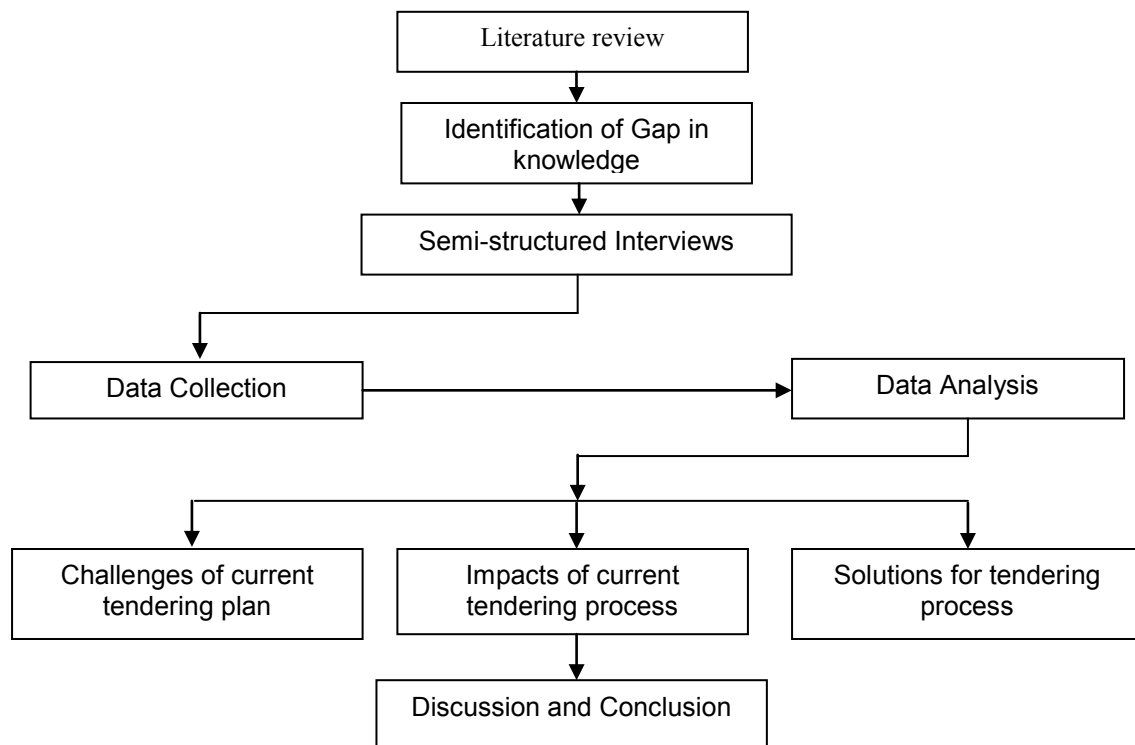 Literature review
Identification of Gap in
knowledge
Semi-structured Interviews
Data Collection
Data Analysis
Challenges of current
tendering plan
Impacts of current
tendering process
Solutions for tendering
process
Discussion and Conclusion